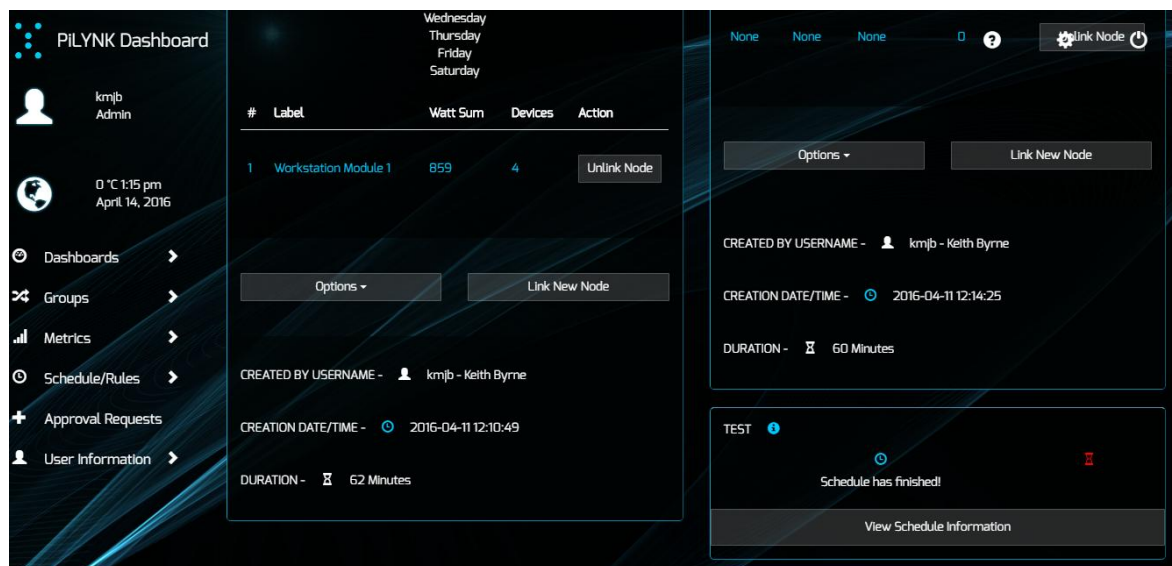 PiLYNK Dashboard
kmjb
Admin
0 °C 1:15 pm
April 14, 2016
Dashboards
Groups
Metrics
Schedule/Rules
Approval Requests
User Information
Wednesday
Thursday
Friday
Saturday
# Label Watt Sum Devices Action
1 Workstation Module 1 859 4 Unlink Node
Options Link New Node
CREATED BY USERNAME - kmjb - Keith Byrne
CREATION DATE/TIME - 2016-04-11 12:10:49
DURATION - 62 Minutes
None None None 0 Node
Options Link New Node
CREATED BY USERNAME - kmjb - Keith Byrne
CREATION DATE/TIME - 2016-04-11 12:14:25
DURATION - 60 Minutes
TEST
Schedule has finished!
View Schedule Information